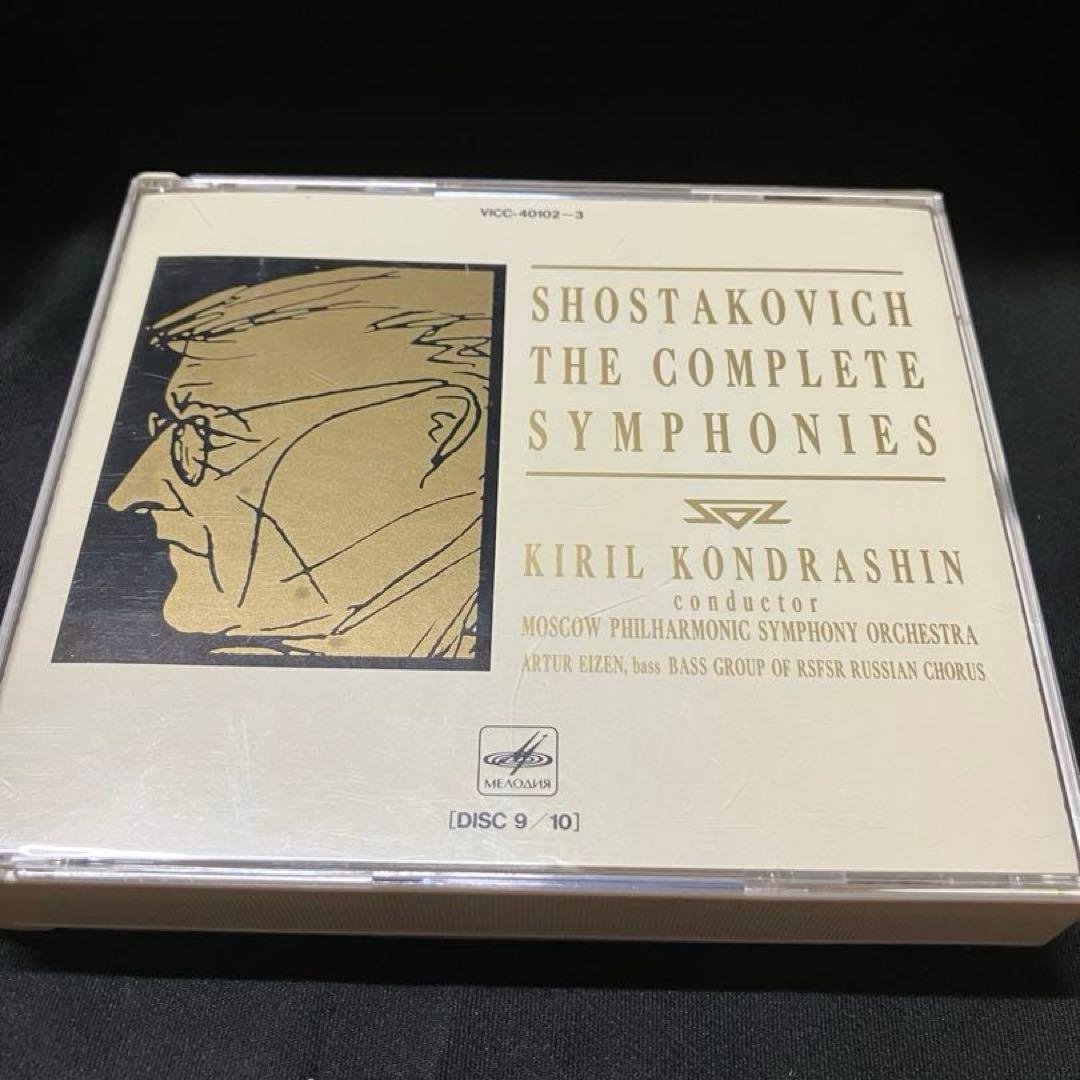 VICC-40102~3
SHOSTAKOVICH
THE COMPLETE
SYMPHONIES
KIRIL KONDRASHIN
conductor
MOSCOW PHILHARMONIC SYMPHONY ORCHESTRA
ARTUR EIZEN, bass BASS GROUP OF RSFSR RUSSIAN CHORUS
МЕЛОДИЯ
[DISC 9/10]